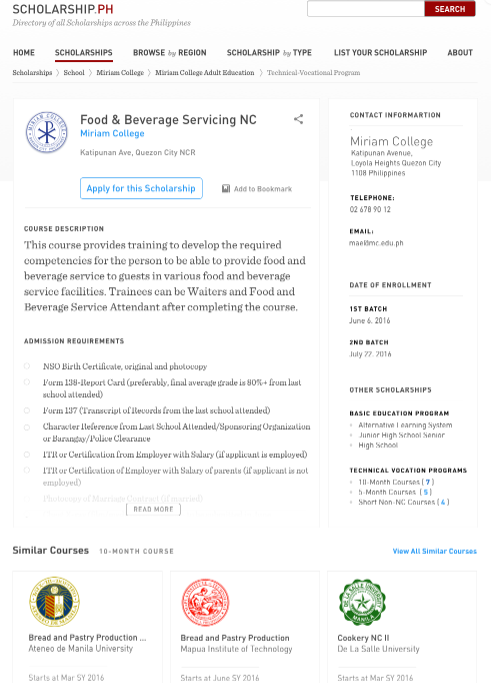 SCHOLARSHIP.PH
Directory of all Scholarships across the Philippines
SEARCH
HOME SCHOLARSHIPS BROWSE by REGION SCHOLARSHIP by TYPE LIST YOUR SCHOLARSHIP ABOUT
Scholarships > School > Miriam College > Miriam College Adult Education > Technical-Vocational Program
Food & Beverage Servicing NC
Miriam College
Katipunan Ave, Quezon City NCR
Apply for this Scholarship
Add to Bookmark
COURSE DESCRIPTION
This course provides training to develop the required
competencies for the person to be able to provide food and
beverage service to guests in various food and beverage
service facilities. Trainees can be Waiters and Food and
Beverage Service Attendant after completing the course.
ADMISSION REQUIREMENTS
NSO Birth Certificate, original and photocopy
Form 138-Report Card (preferably, final average grade is 80%+ from last
school attended)
Form 137 (Transcript of Records from the last school attended)
Character Reference from Last School Attended/Sponsoring Organization
or Barangay/Police Clearance
ITR or Certification from Employer with Salary (if applicant is employed)
ITR or Certification of Employer with Salary of parents (if applicant is not
employed)
Photocopy of Marriage Contract (if married)
READ MORE
CONTACT INFORMARTION
Miriam College
Katipunan Avenue,
Loyola Heights Quezon City
1108 Philippines
TELEPHONE:
02 678 90 12
EMAIL:
mae@mc.edu.ph
DATE OF ENROLLMENT
1ST BATCH
June 6, 2016
2ND BATCH
July 27, 2016
OTHER SCHOLARSHIPS
BASIC EDUCATION PROGRAM
Alternative Learning System
Junior High School Senior
High School
TECHNICAL VOCATION PROGRAMS
10-Month Courses ( 7 )
5-Month Courses ( 5 )
Short Non-NC Courses ( 4 )
Similar Courses 10-MONTH COURSE
View All Similar Courses
Bread and Pastry Production ...
Ateneo de Manila University
Starts at Mar SY 2016
Bread and Pastry Production
Mapua Institute of Technology
Starts at June SY 2016
Cookery NC II
De La Salle University
Starts at Mar SY 2016